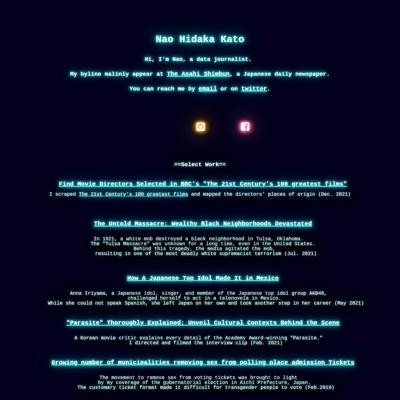 Nao Hidaka Kato
Hi, I'm Nao, a data journalist.
My byline malinly appear at The Asahi Shimbun, a Japanese daily newspaper.
You can reach me by email or on twitter.
==Select Work==
Find Movie Directors Selected in BBC's "The 21st Century's 100 greatest films"
I scraped The 21st Century's 100 greatest films and mapped the directors' places of origin (Dec. 2021)
The Untold Massacre: Wealthy Black Neighborhoods Devastated
In 1921, a white mob destroyed a black neighborhood in Tulsa, Oklahoma.
The "Tulsa Massacre" was unknown for a long time, even in the United States.
Behind this tragedy, the media agitated the mob,
resulting in one of the most deadly white supremacist terrorism (Jul. 2021)
How A Japanese Top Idol Made It in Mexico
Anna Iriyama, a Japanese idol, singer, and member of the Japanese top idol group AKB48,
challenged herself to act in a telenovela in Mexico.
While she could not speak Spanish, she left Japan on her own and took another step in her career (May 2021)
"Parasite" Thoroughly Explained: Unveil Cultural Contexts Behind the Scene
A Korean movie critic explains every detail of the Academy Award-winning "Parasite."
I directed and filmed the interview clip (Feb. 2021)
Growing number of municipalities removing sex from polling place admission Tickets
The movement to remove sex from voting tickets was brought to light
by my coverage of the gubernatorial election in Aichi Prefecture, Japan.
The customary ticket format made it difficult for transgender people to vote (Feb.2019)